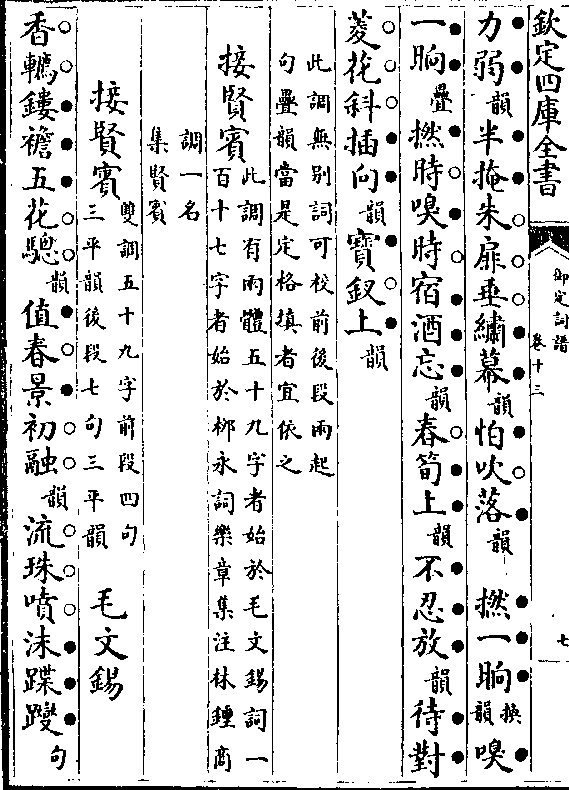 欽定四庫全書
御定詞譜
卷十三
七
力弱韻半掩朱扉垂繡幕韻怕吹落韻 撚一晌換韻嗅
一晌疊撚時嗅時宿酒忘韻春筍上韻不忍放韻待對
菱花斜插向韻寶釵上韻
此調無別詞可校前後段兩起
句疊韻當是定格填者宜依之
接賢賓此調有兩體五十九字者始於毛文錫詞一
百十七字者始於栁永詞樂章集注林鍾商
調一名
集賢賓
接賢賓雙調五十九字前段四句
三平韻後段七句三平韻 毛文錫
香韉鏤襜五花驄韻值春景初融韻流珠噴沫躞躞句